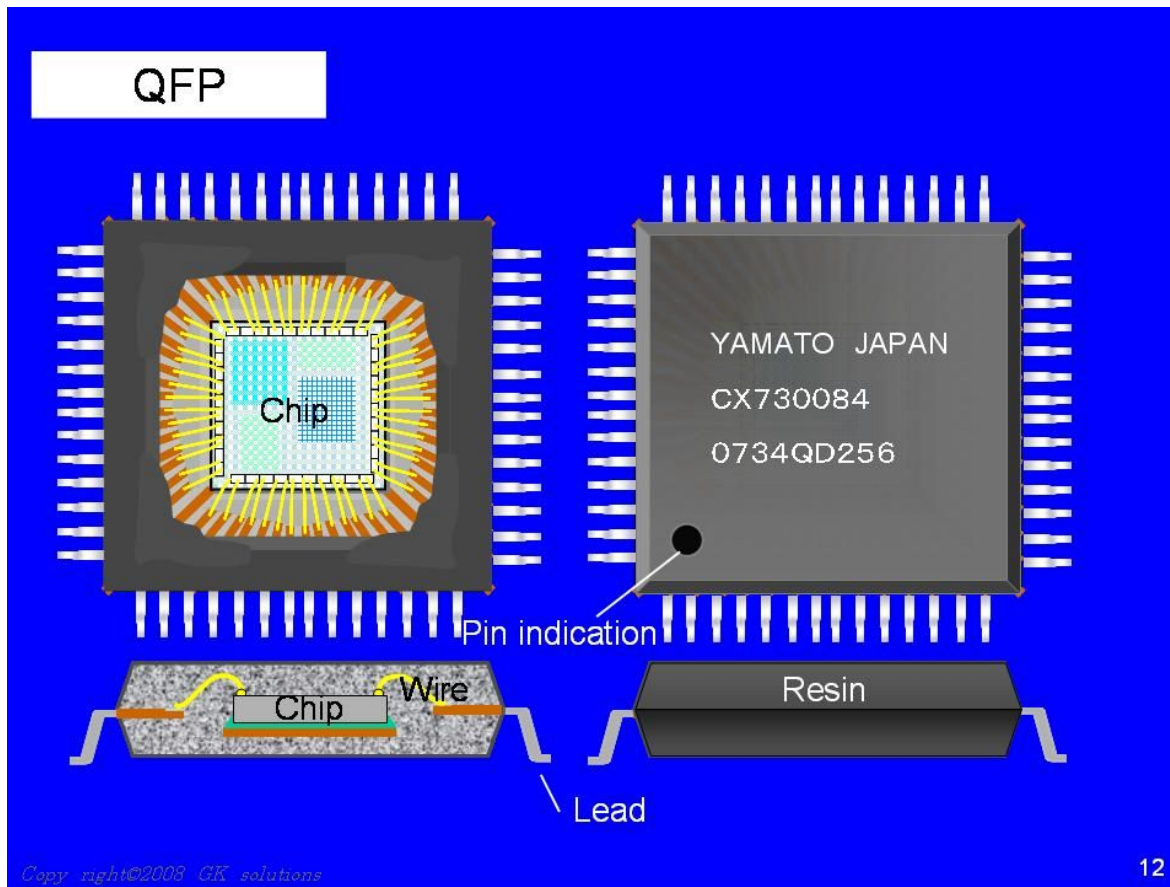 QFP
Chip
YAMATO JAPAN
CX730084
0734QD256
Pin indication
Chip
Wire
Resin
Lead
Copy right©2008 GK solutions
12